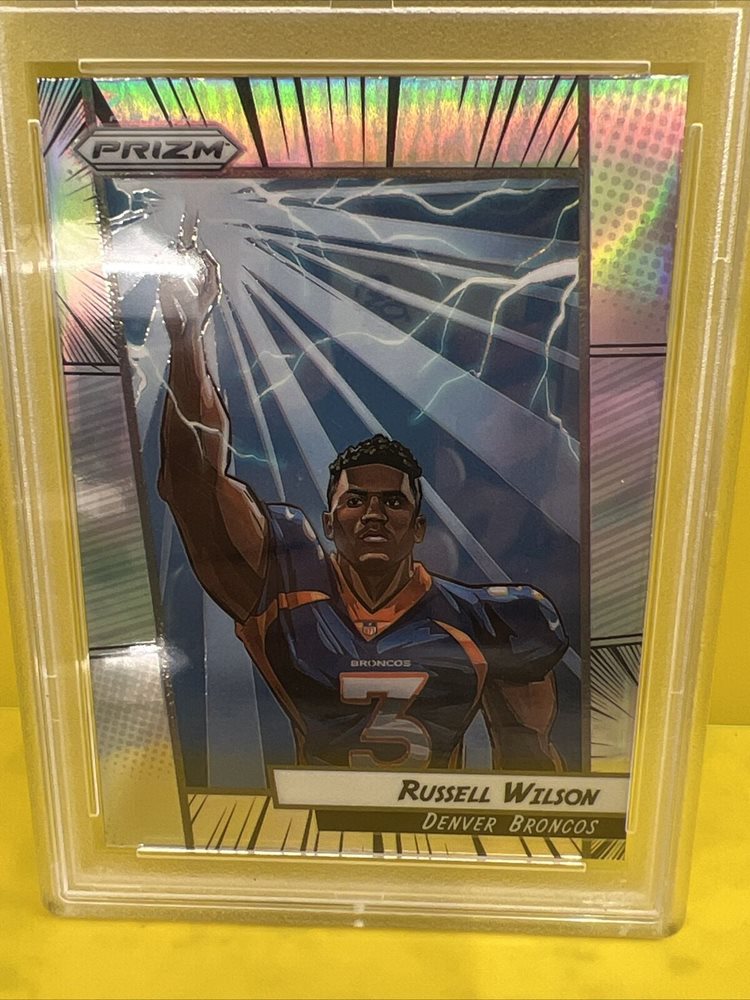 PRIZM
BRONCOS
3
RUSSELL WILSON
DENVER BRONCOS